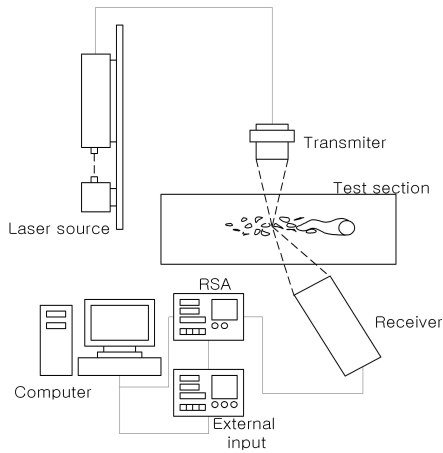 Transmiter
Test section
Laser source
RSA
Receiver
Computer
External
input